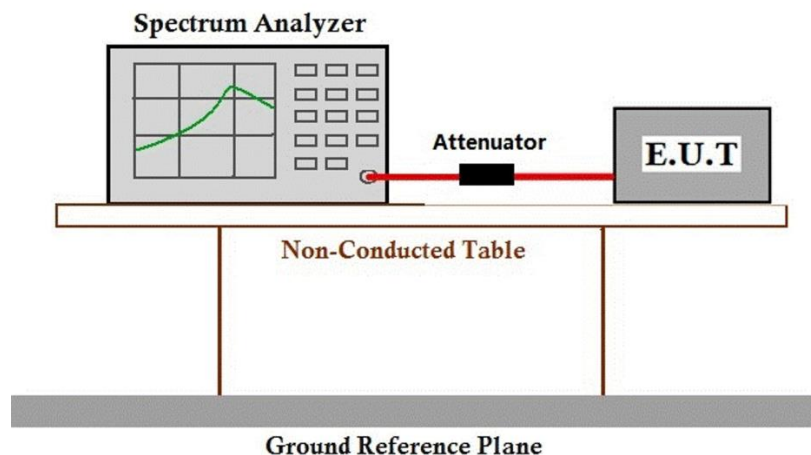 Spectrum Analyzer
Attenuator
E.U.T
Non-Conducted Table
Ground Reference Plane